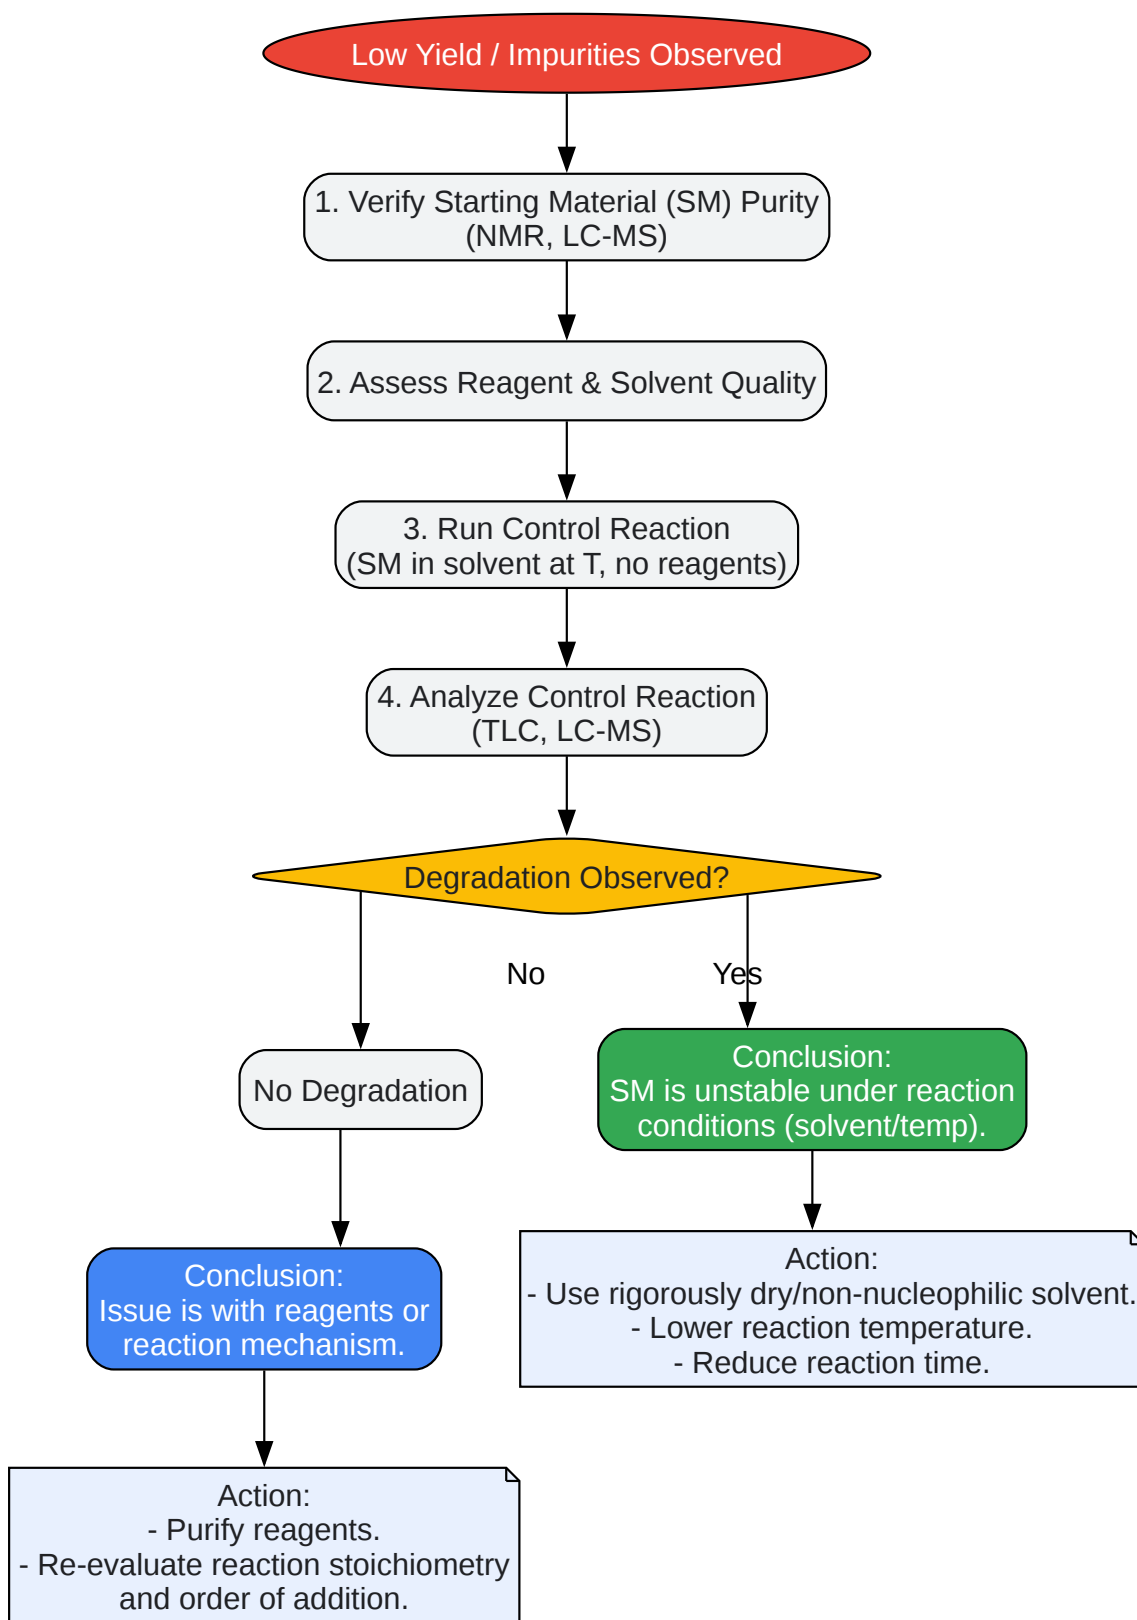 Low Yield / Impurities Observed
1. Verify Starting Material (SM) Purity
(NMR, LC-MS)
2. Assess Reagent & Solvent Quality
3. Run Control Reaction
(SM in solvent at T, no reagents)
4. Analyze Control Reaction
(TLC, LC-MS)
Degradation Observed?
No
Yes
No Degradation
Conclusion:
SM is unstable under reaction
conditions (solvent/temp).
Conclusion:
Issue is with reagents or
reaction mechanism.
Action:
- Use rigorously dry/non-nucleophilic solvent.
- Lower reaction temperature.
- Reduce reaction time.
Action:
- Purify reagents.
- Re-evaluate reaction stoichiometry
and order of addition.